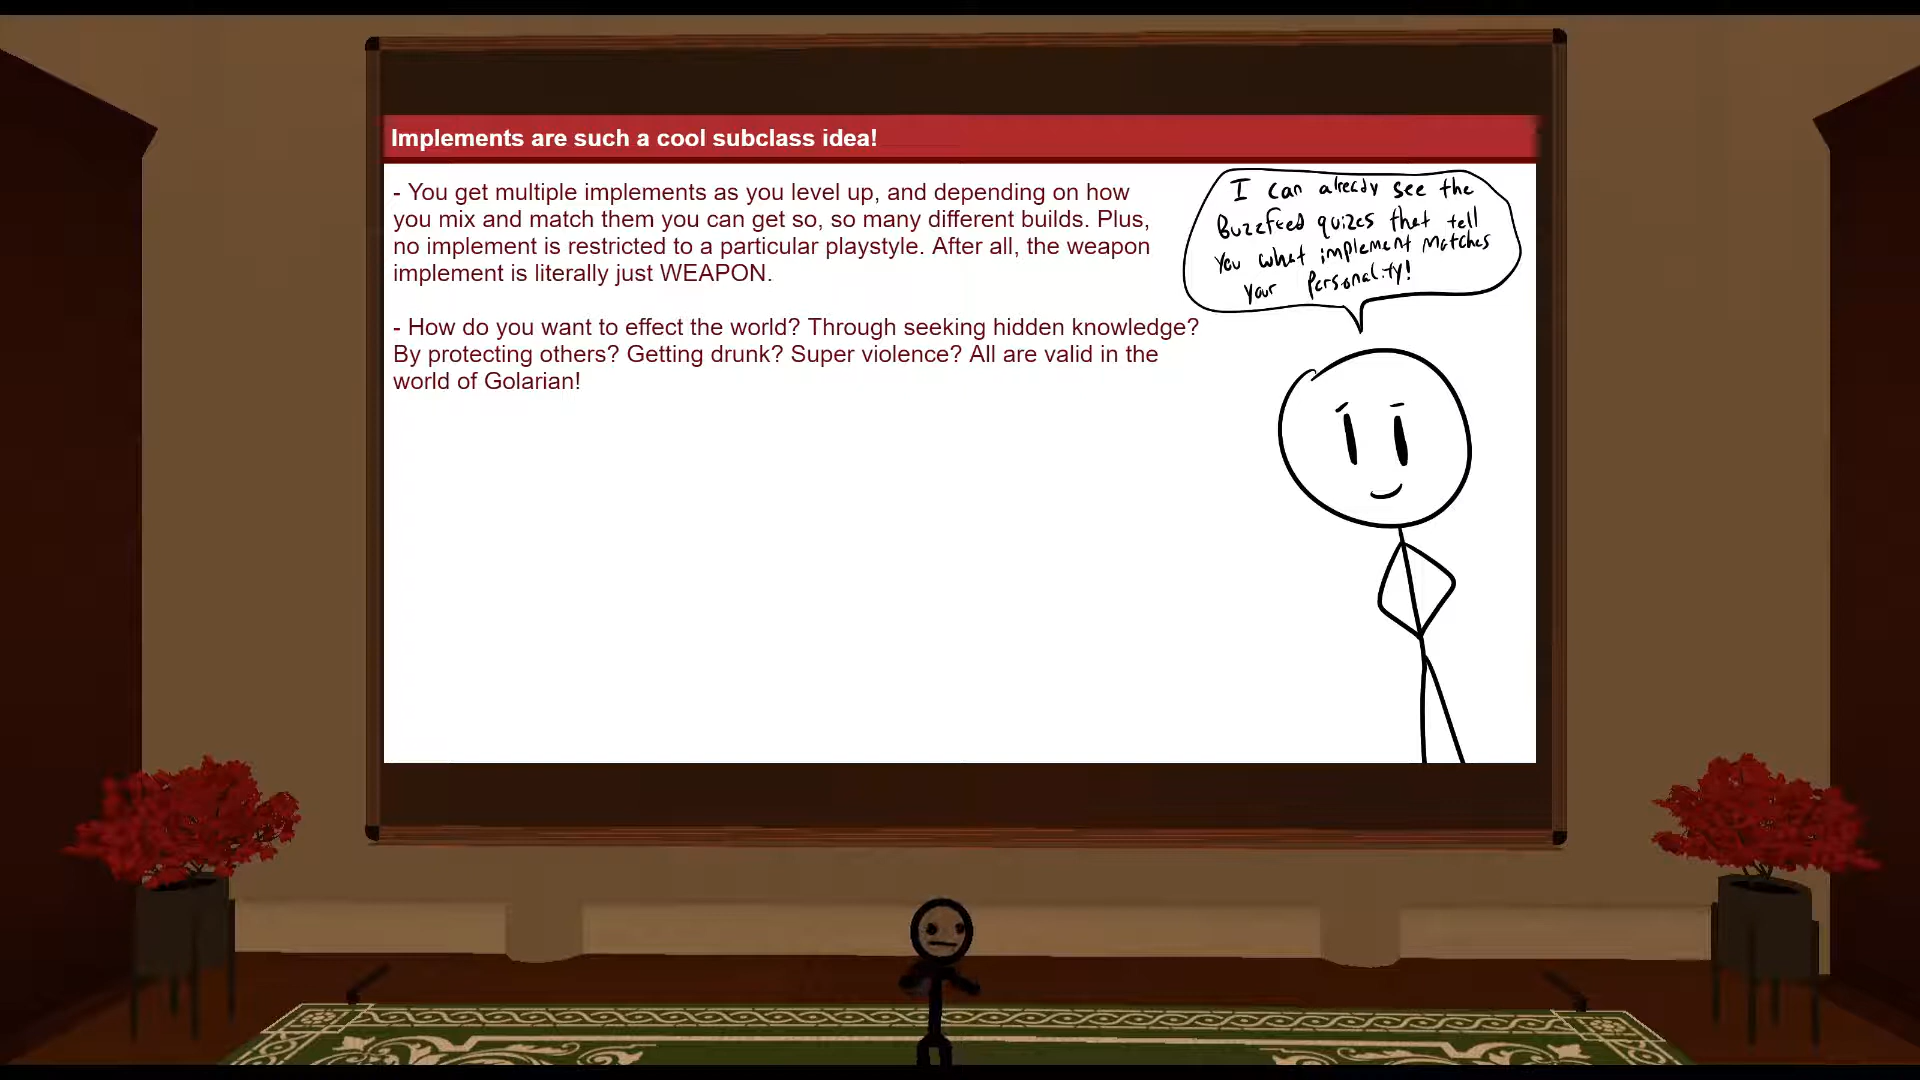 Implements are such a cool subclass idea!
- You get multiple implements as you level up, and depending on how
you mix and match them you can get so, so many different builds. Plus,
no implement is restricted to a particular playstyle. After all, the weapon
implement is literally just WEAPON.
- How do you want to effect the world? Through seeking hidden knowledge?
By protecting others? Getting drunk? Super violence? All are valid in the
world of Golarian!
I can already see the
Buzzfeed quizes that tell
you what implement matches
your personality!